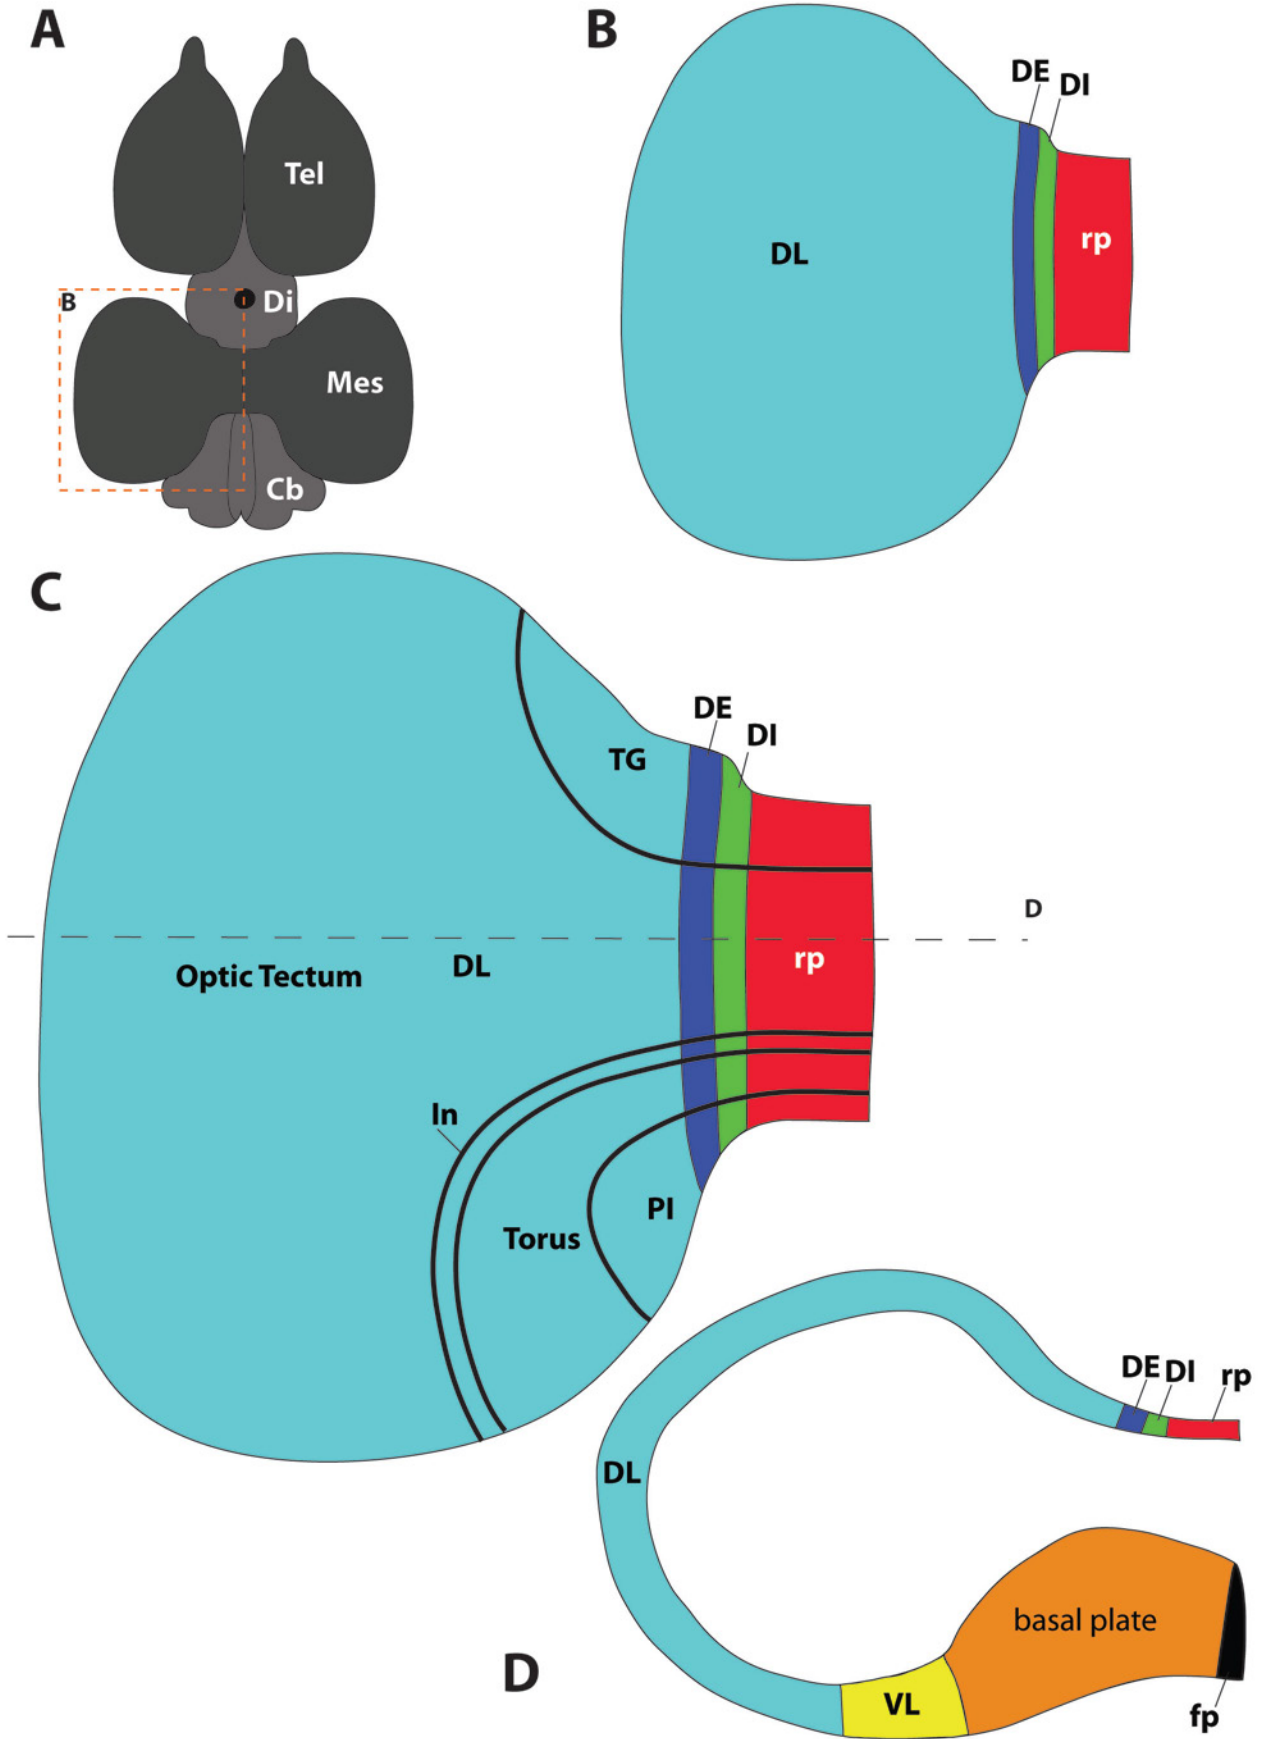 A
B
Tel
DE
DI
DL
rp
B
Di
Mes
Cb
C
DE
DI
TG
D
rp
DL
Optic Tectum
In
PI
Torus
DE
DI
rp
DL
basal plate
D
VL
fp